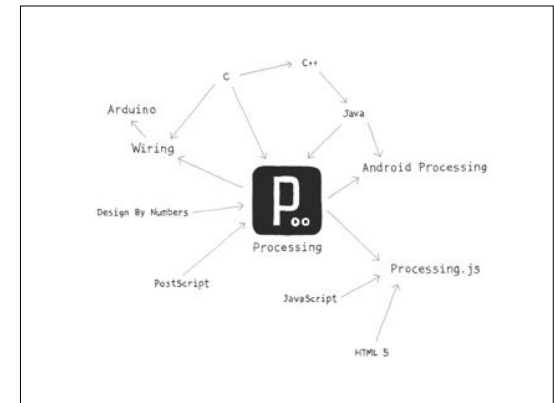 C++
C
Arduino
Java
Wiring
Android Processing
P
Design By Numbers
Processing
Processing.js
PostScript
JavaScript
HTML 5